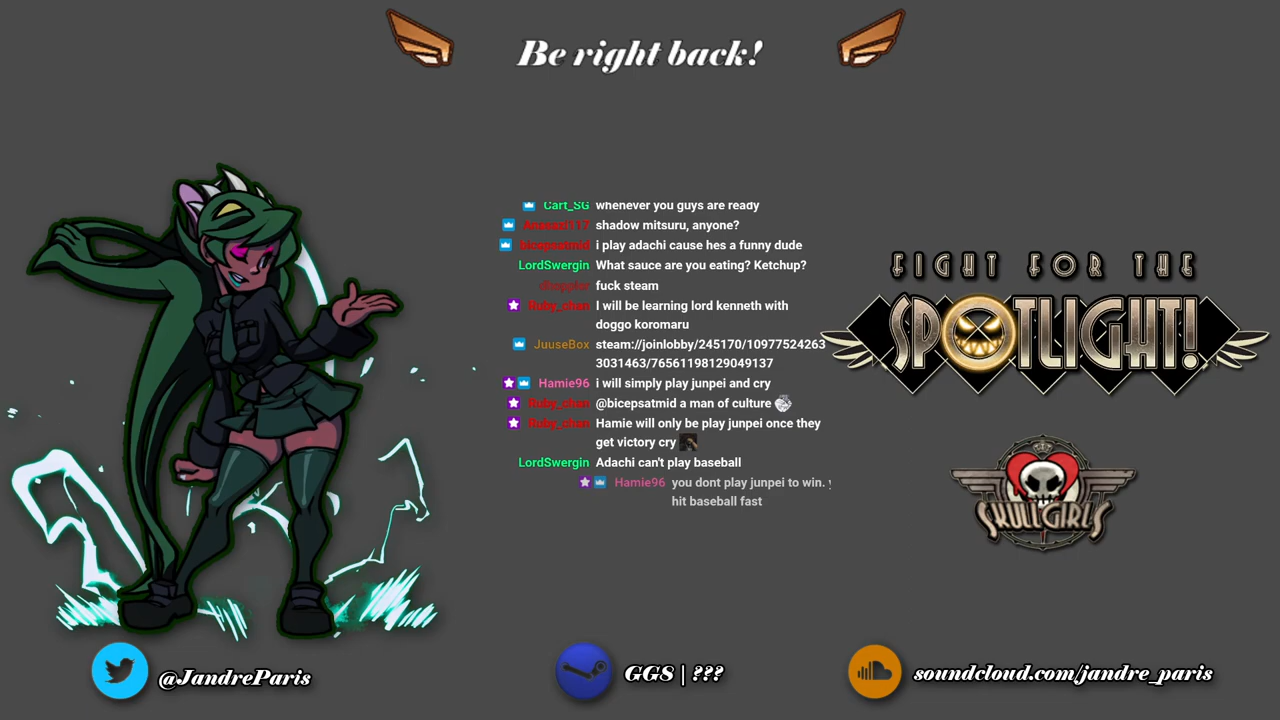 Be right back!
Cart_SG whenever you guys are ready
shadow mitsuru, anyone?
bicepsatmid i play adachi cause hes a funny dude
LordSwergin What sauce are you eating? Ketchup?
fuck steam
Ruby_chan I will be learning lord kenneth with
doggo koromaru
JuuseBox steam://joinlobby/245170/10977524263
3031463/76561198129049137
Hamie96 i will simply play junpei and cry
Ruby_chan @bicepsatmid a man of culture
Ruby_chan Hamie will only be play junpei once they
get victory cry
LordSwergin Adachi can't play baseball
Hamie96 you dont play junpei to win.
hit baseball fast
FIGHT FOR THE
SPOTLIGHT!
SKULLGIRLS
@JandreParis
GGS | ???
soundcloud.com/jandre_paris